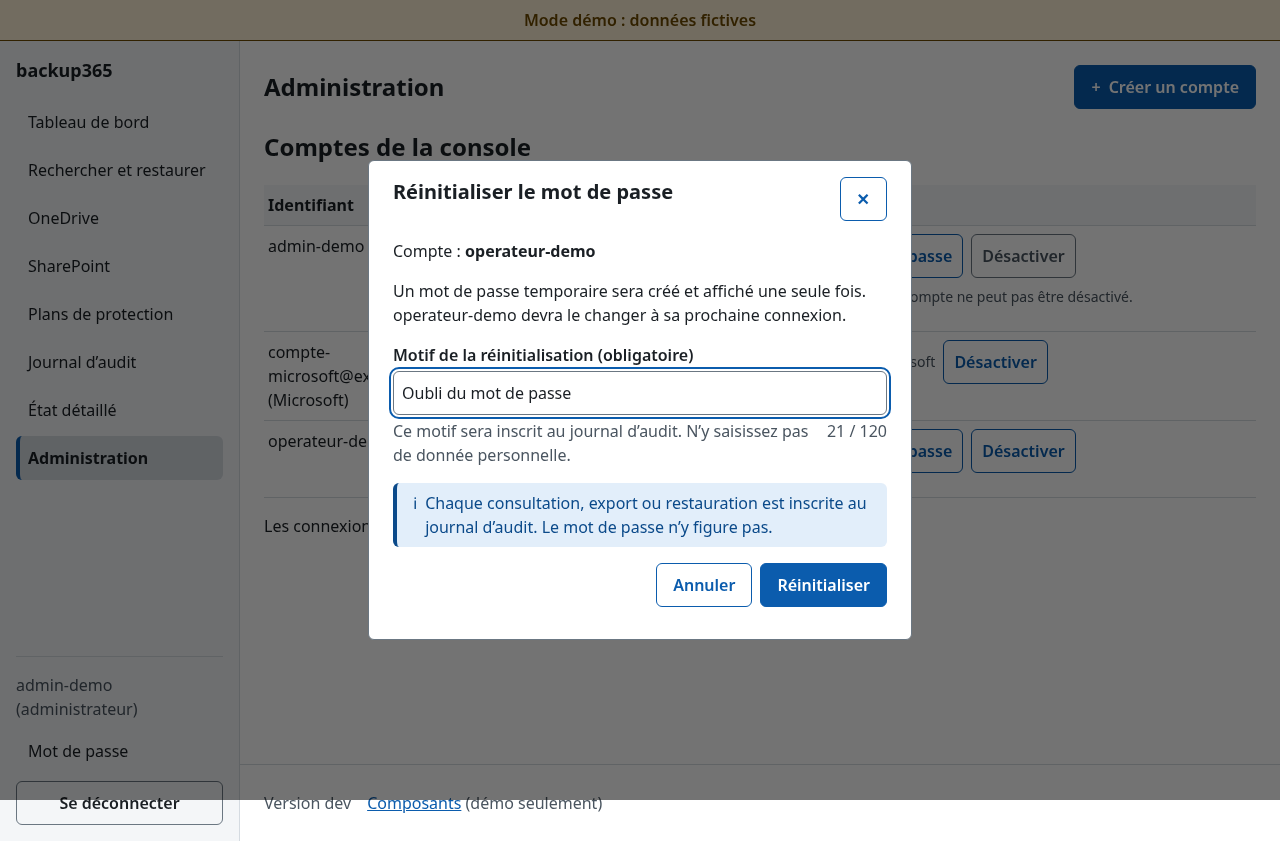 Mode démo : données fictives
backup365
Tableau de bord
Rechercher et restaurer
OneDrive
SharePoint
Plans de protection
Journal d’audit
État détaillé
Administration
admin-demo
(administrateur)
Mot de passe
Se déconnecter
Administration
+ Créer un compte
Comptes de la console
Identifiant
admin-demo
passe
Désactiver
compte ne peut pas être désactivé.
compte-
microsoft@ex
(Microsoft)
soft
Désactiver
operateur-de
passe
Désactiver
Les connexion
Réinitialiser le mot de passe
×
Compte : operateur-demo
Un mot de passe temporaire sera créé et affiché une seule fois.
operateur-demo devra le changer à sa prochaine connexion.
Motif de la réinitialisation (obligatoire)
Oubli du mot de passe
Ce motif sera inscrit au journal d’audit. N’y saisissez pas 21 / 120
de donnée personnelle.
i Chaque consultation, export ou restauration est inscrite au
journal d’audit. Le mot de passe n’y figure pas.
Annuler
Réinitialiser
Version dev Composants (démo seulement)